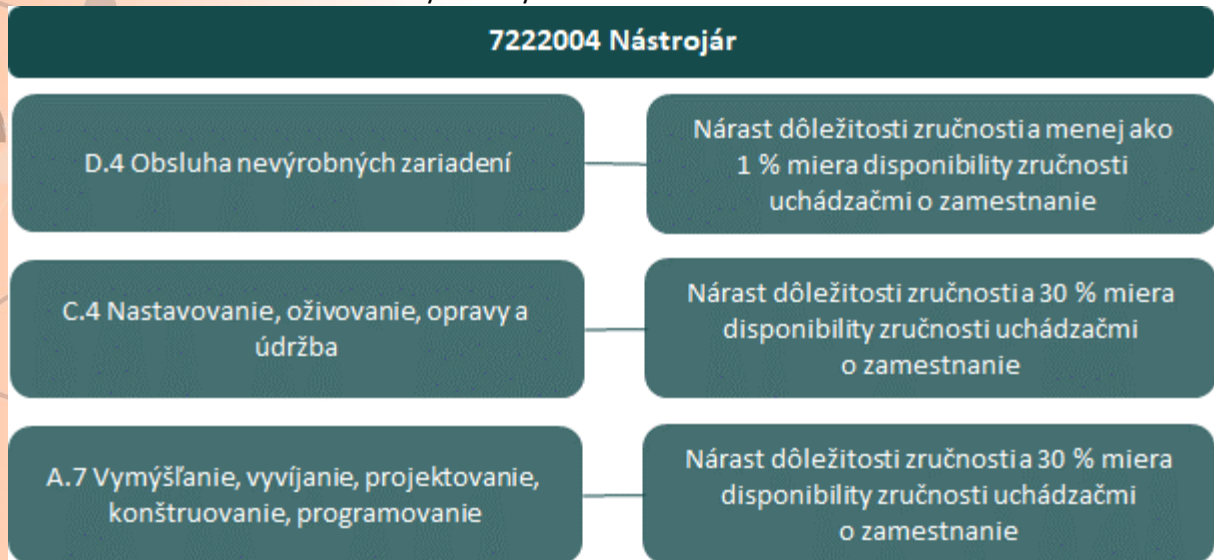 7222004 Nástrojár
D.4 Obsluha nevýrobných zariadení
Nárast dôležitosti zručnosti a menej ako
1 % miera disponibility zručnosti
uchádzačmi o zamestnanie
C.4 Nastavovanie, oživovanie, opravy a
údržba
Nárast dôležitosti zručnosti a 30 % miera
disponibility zručnosti uchádzačmi
o zamestnanie
A.7 Vymýšľanie, vyvíjanie, projektovanie,
konštruovanie, programovanie
Nárast dôležitosti zručnosti a 30 % miera
disponibility zručnosti uchádzačmi
o zamestnanie